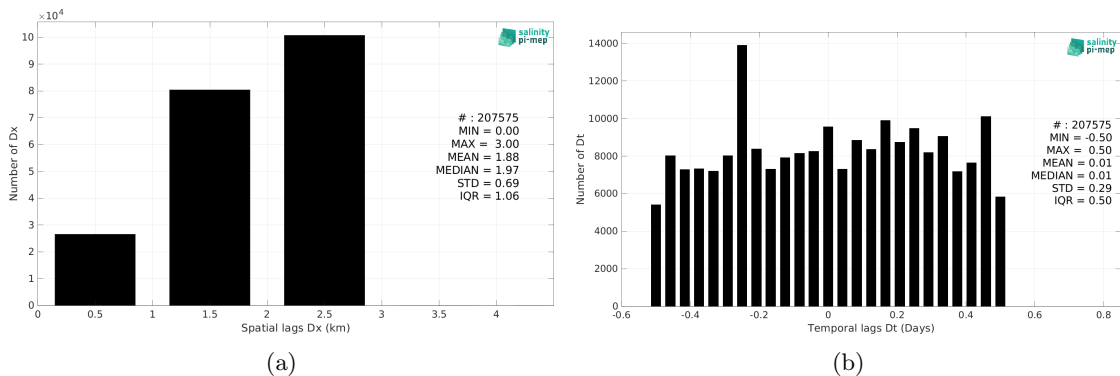 ×10⁴
10
9
8
7
6
5
4
3
2
1
0
Number of Dx
0 0.5 1 1.5 2 2.5 3 3.5 4
Spatial lags Dx (km)
salinity
pi-mep
# : 207575
MIN = 0.00
MAX = 3.00
MEAN = 1.88
MEDIAN = 1.97
STD = 0.69
IQR = 1.06
(a)
14000
12000
10000
8000
6000
4000
2000
0
Number of Dt
-0.6 -0.4 -0.2 0 0.2 0.4 0.6 0.8
Temporal lags Dt (Days)
salinity
pi-mep
# : 207575
MIN = -0.50
MAX = 0.50
MEAN = 0.01
MEDIAN = 0.01
STD = 0.29
IQR = 0.50
(b)